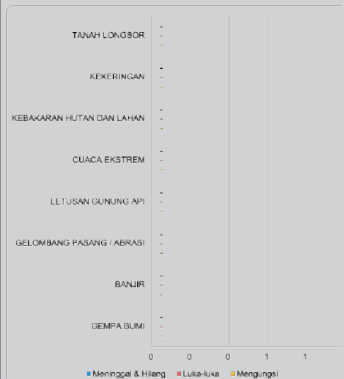 TANAH LONGSOR
-
-
-
KEKERINGAN
-
-
-
KEBAKARAN HUTAN DAN LAHAN
-
-
-
CUACA EKSTREM
-
-
-
LETUSAN GUNUNG API
-
-
-
GELOMBANG PASANG / ABRASI
-
-
-
BANJIR
-
-
-
GEMPA BUMI
-
-
-
0 0 0 1 1
Meninggal & Hilang Luka-luka Mengungsi